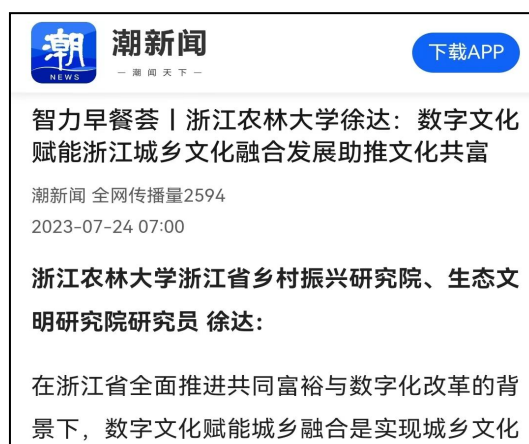 潮
NEWS
潮新闻
— 潮闻天下 —
下载APP
智力早餐荟丨浙江农林大学徐达：数字文化
赋能浙江城乡文化融合发展助推文化共富
潮新闻 全网传播量2594
2023-07-24 07:00
浙江农林大学浙江省乡村振兴研究院、生态文
明研究院研究员 徐达：
在浙江省全面推进共同富裕与数字化改革的背
景下，数字文化赋能城乡融合是实现城乡文化